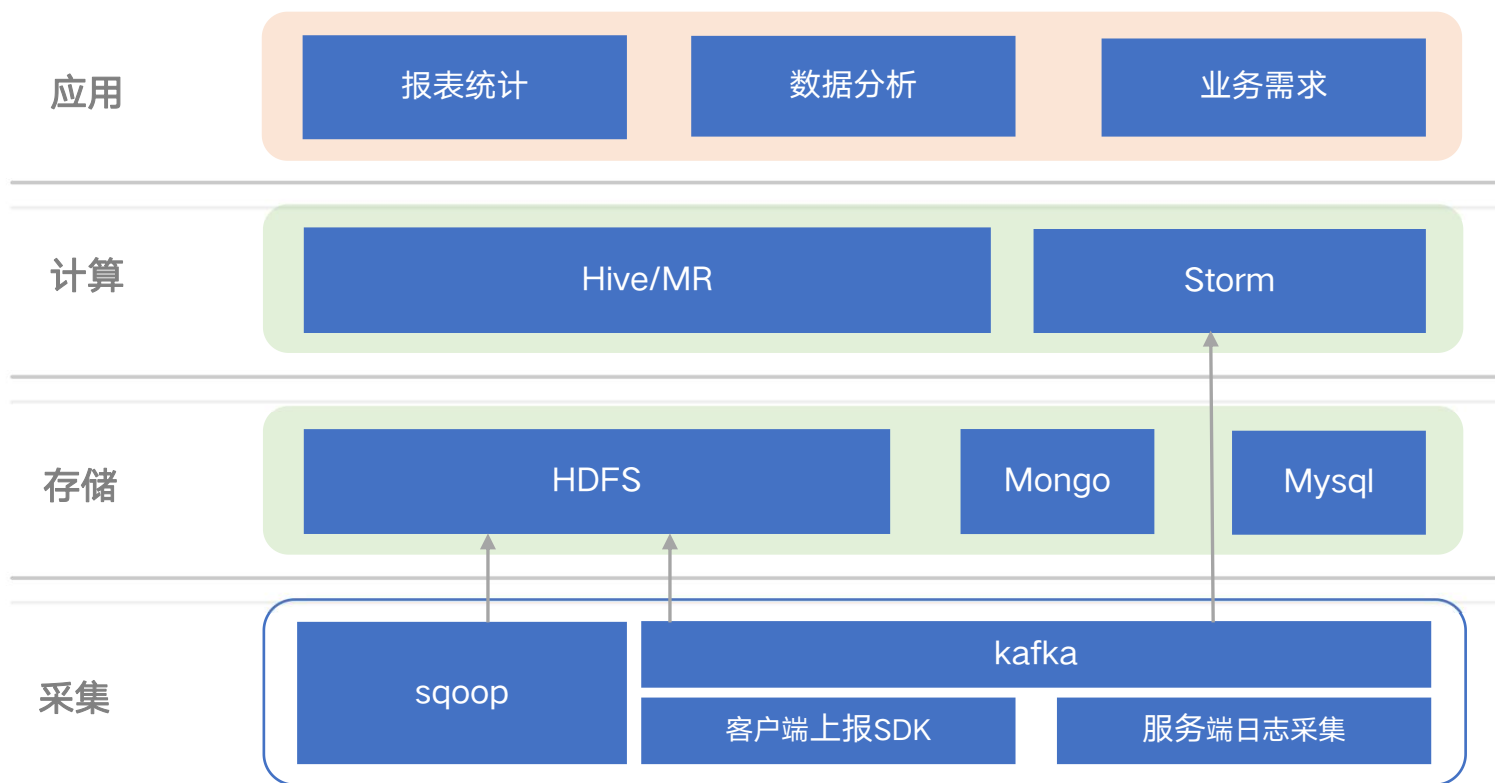 应用
报表统计
数据分析
业务需求
计算
Hive/MR
Storm
存储
HDFS
Mongo
Mysql
采集
sqoop
kafka
客户端上报SDK
服务端日志采集